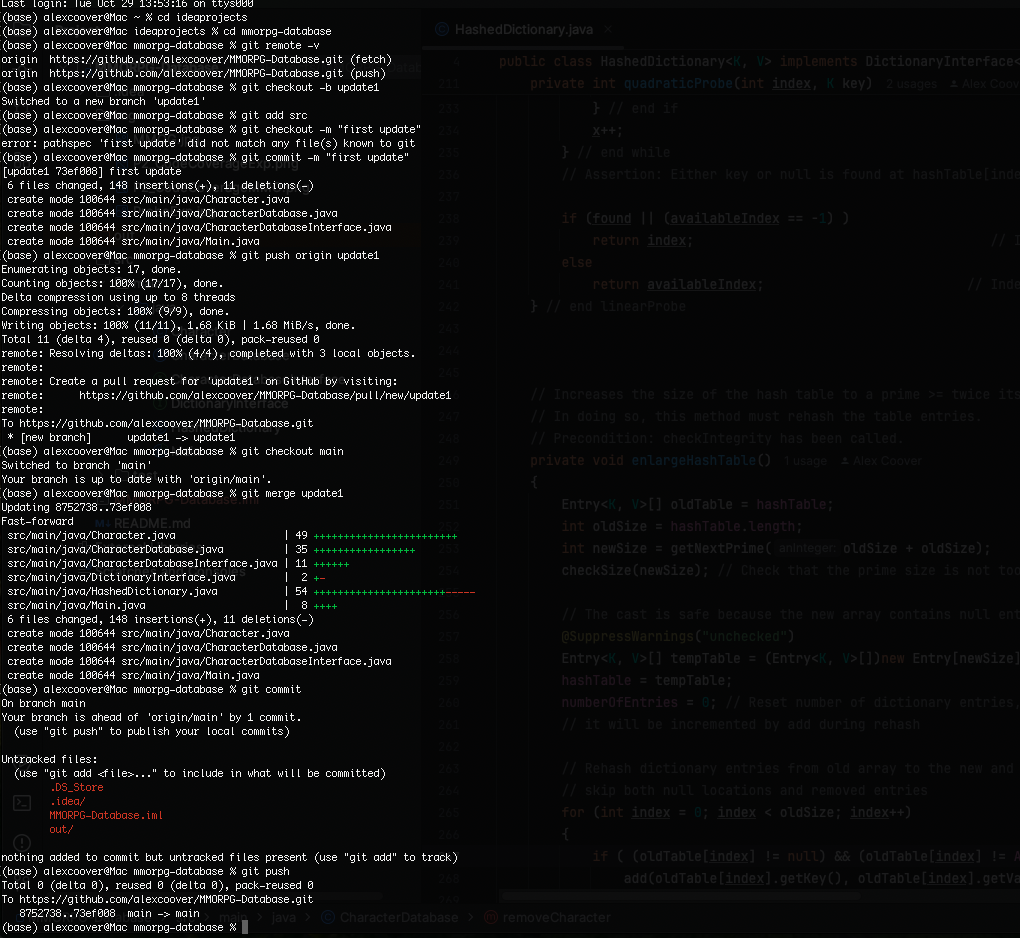 Last login: Tue Oct 29 13:53:16 on ttys000
(base) alexcoover@Mac ~ % cd ideaprojects
(base) alexcoover@Mac ideaprojects % cd mmorpg-database
(base) alexcoover@Mac mmorpg-database % git remote -v
origin  https://github.com/alexcoover/MMORPG-Database.git (fetch)
origin  https://github.com/alexcoover/MMORPG-Database.git (push)
(base) alexcoover@Mac mmorpg-database % git checkout -b update1
Switched to a new branch 'update1'
(base) alexcoover@Mac mmorpg-database % git add src
(base) alexcoover@Mac mmorpg-database % git checkout -m "first update"
error: pathspec 'first update' did not match any file(s) known to git
(base) alexcoover@Mac mmorpg-database % git commit -m "first update"
[update1 73ef008] first update
 6 files changed, 148 insertions(+), 11 deletions(-)
 create mode 100644 src/main/java/Character.java
 create mode 100644 src/main/java/CharacterDatabase.java
 create mode 100644 src/main/java/CharacterDatabaseInterface.java
 create mode 100644 src/main/java/Main.java
(base) alexcoover@Mac mmorpg-database % git push origin update1
Enumerating objects: 17, done.
Counting objects: 100% (17/17), done.
Delta compression using up to 8 threads
Compressing objects: 100% (9/9), done.
Writing objects: 100% (11/11), 1.68 KiB | 1.68 MiB/s, done.
Total 11 (delta 4), reused 0 (delta 0), pack-reused 0
remote: Resolving deltas: 100% (4/4), completed with 3 local objects.
remote:
remote: Create a pull request for 'update1' on GitHub by visiting:
remote:      https://github.com/alexcoover/MMORPG-Database/pull/new/update1
remote:
To https://github.com/alexcoover/MMORPG-Database.git
 * [new branch]      update1 -> update1
(base) alexcoover@Mac mmorpg-database % git checkout main
Switched to branch 'main'
Your branch is up to date with 'origin/main'.
(base) alexcoover@Mac mmorpg-database % git merge update1
Updating 8752738..73ef008
Fast-forward
 src/main/java/Character.java                  | 49 +++++++++++++++++++++++++
 src/main/java/CharacterDatabase.java          | 35 ++++++++++++++++++
 src/main/java/CharacterDatabaseInterface.java | 11 ++++++
 src/main/java/DictionaryInterface.java        |  2 +-
 src/main/java/HashedDictionary.java           | 54 +++++++++++++++++++++++-----
 src/main/java/Main.java                       |  8 ++++
 6 files changed, 148 insertions(+), 11 deletions(-)
 create mode 100644 src/main/java/Character.java
 create mode 100644 src/main/java/CharacterDatabase.java
 create mode 100644 src/main/java/CharacterDatabaseInterface.java
 create mode 100644 src/main/java/Main.java
(base) alexcoover@Mac mmorpg-database % git commit
On branch main
Your branch is ahead of 'origin/main' by 1 commit.
  (use "git push" to publish your local commits)
Untracked files:
  (use "git add <file>..." to include in what will be committed)
        .DS_Store
        .idea/
        MMORPG-Database.iml
        out/
nothing added to commit but untracked files present (use "git add" to track)
(base) alexcoover@Mac mmorpg-database % git push
Total 0 (delta 0), reused 0 (delta 0), pack-reused 0
To https://github.com/alexcoover/MMORPG-Database.git
   8752738..73ef008  main -> main
(base) alexcoover@Mac mmorpg-database %
HashedDictionary.java
public class HashedDictionary<K, V> implements DictionaryInterface<
private int quadraticProbe(int index, K key) 2 usages Alex Coov
} // end if
x++;
} // end while
// Assertion: Either key or null is found at hashTable[inde
if (found || (availableIndex == -1) )
return index;
else
return availableIndex; // Inde
} // end linearProbe
// Increases the size of the hash table to a prime >= twice its
// In doing so, this method must rehash the table entries.
// Precondition: checkIntegrity has been called.
private void enlargeHashTable() 1 usage Alex Coover
{
Entry<K, V>[] oldTable = hashTable;
int oldSize = hashTable.length;
int newSize = getNextPrime( anInteger: oldSize + oldSize);
checkSize(newSize); // Check that the prime size is not too
// The cast is safe because the new array contains null ent
@SuppressWarnings("unchecked")
Entry<K, V>[] tempTable = (Entry<K, V>[])new Entry[newSize]
hashTable = tempTable;
numberOfEntries = 0; // Reset number of dictionary entries,
// it will be incremented by add during rehash
// Rehash dictionary entries from old array to the new and
// skip both null locations and removed entries
for (int index = 0; index < oldSize; index++)
{
if ( (oldTable[index] != null) && (oldTable[index] != 
add(oldTable[index].getKey(), oldTable[index].getVa
DictionaryInterface
README.md
main > java > CharacterDatabase > removeCharacter